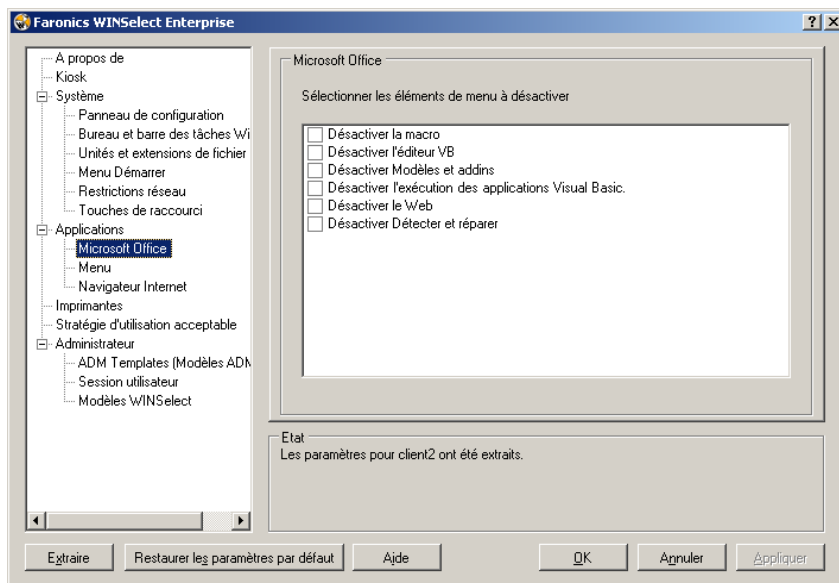 Faronics WINSelect Enterprise
A propos de
Kiosk
Système
Panneau de configuration
Bureau et barre des tâches Wi
Unités et extensions de fichier
Menu Démarrer
Restrictions réseau
Touches de raccourci
Applications
Microsoft Office
Menu
Navigateur Internet
Imprimantes
Stratégie d'utilisation acceptable
Administrateur
ADM Templates (Modèles ADM
Session utilisateur
Modèles WINSelect
Microsoft Office
Sélectionner les éléments de menu à désactiver
Désactiver la macro
Désactiver l'éditeur VB
Désactiver Modèles et addins
Désactiver l'exécution des applications Visual Basic.
Désactiver le Web
Désactiver Détecter et réparer
Etat
Les paramètres pour client2 ont été extraits.
Extraire
Restaurer les paramètres par défaut
Aide
OK
Annuler
Appliquer